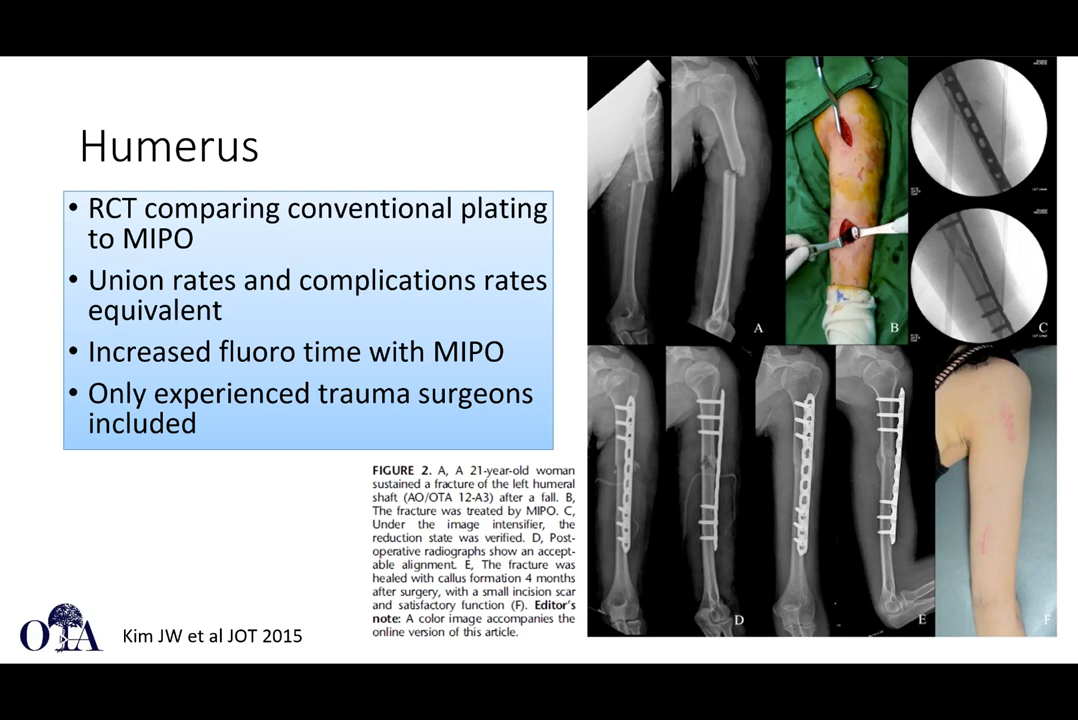 Humerus
• RCT comparing conventional plating
to MIPO
• Union rates and complications rates
equivalent
• Increased fluoro time with MIPO
• Only experienced trauma surgeons
included
FIGURE 2. A, A 21-year-old woman
sustained a fracture of the left humeral
shaft (AO/OTA 12-A3) after a fall. B,
The fracture was treated by MIPO. C,
Under the image intensifier, the
reduction state was verified. D, Post-
operative radiographs show an accept-
able alignment. E, The fracture was
healed with callus formation 4 months
after surgery, with a small incision scar
and satisfactory function (F). Editor's
note: A color image accompanies the
online version of this article.
A
B
C
D
E
F
OTA
Kim JW et al JOT 2015